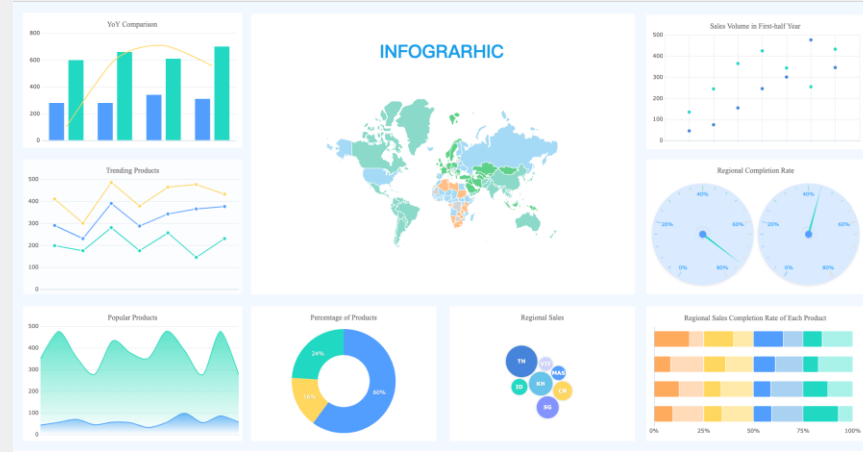 YoY Comparison
800
600
400
200
0
INFOGRARHIC
Sales Volume in First-half Year
500
400
300
200
100
0
Trending Products
500
400
300
200
100
0
Regional Completion Rate
40%
20%
60%
0%
80%
40%
20%
60%
0%
80%
Popular Products
500
400
300
200
100
0
Percentage of Products
24%
16%
60%
Regional Sales
TH
MAS
ID
KH
CN
SG
Regional Sales Completion Rate of Each Product
0%
25%
50%
75%
100%